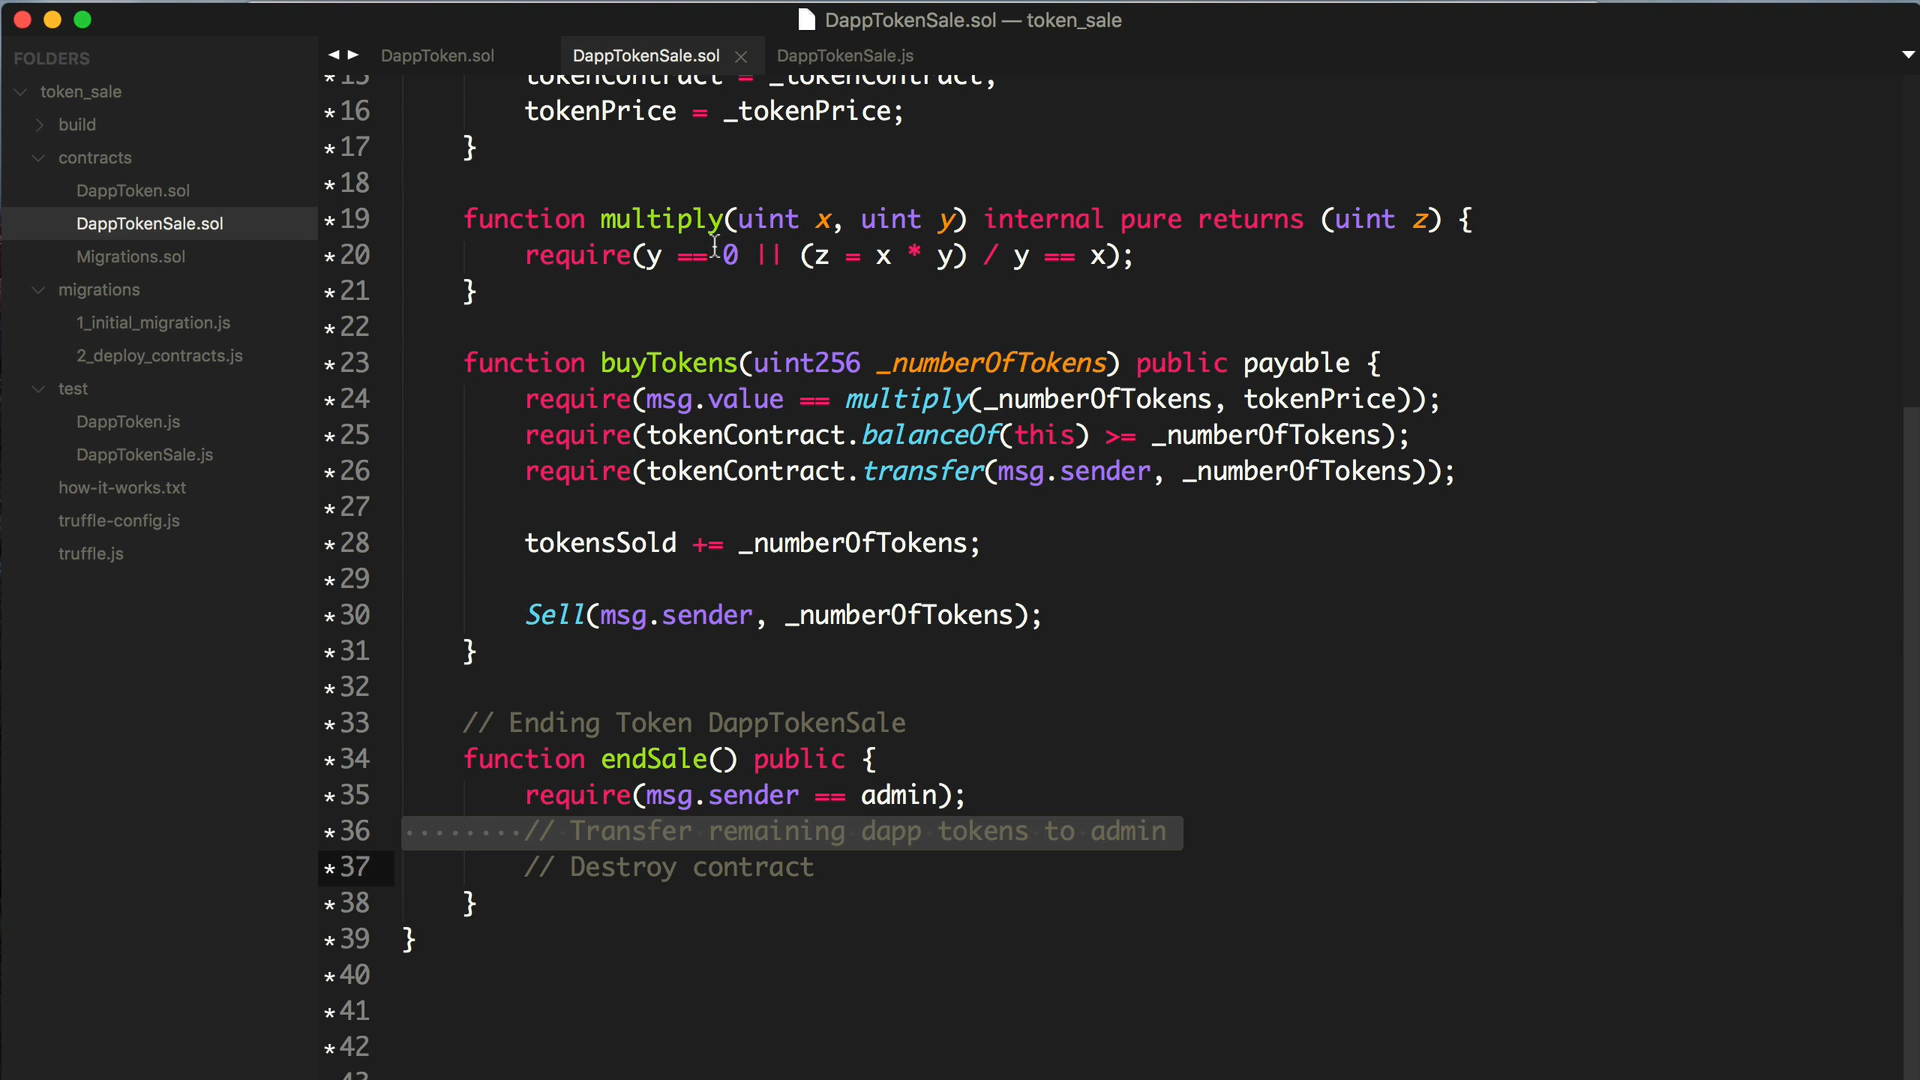 DappTokenSale.sol — token_sale
FOLDERS
token_sale
build
contracts
DappToken.sol
DappTokenSale.sol
Migrations.sol
migrations
1_initial_migration.js
2_deploy_contracts.js
test
DappToken.js
DappTokenSale.js
how-it-works.txt
truffle-config.js
truffle.js
DappToken.sol DappTokenSale.sol DappTokenSale.js
*15 tokenContract = _tokenContract;
*16 tokenPrice = _tokenPrice;
*17 }
*18
*19 function multiply(uint x, uint y) internal pure returns (uint z) {
*20 require(y == 0 || (z = x * y) / y == x);
*21 }
*22
*23 function buyTokens(uint256 _numberOfTokens) public payable {
*24 require(msg.value == multiply(_numberOfTokens, tokenPrice));
*25 require(tokenContract.balanceOf(this) >= _numberOfTokens);
*26 require(tokenContract.transfer(msg.sender, _numberOfTokens));
*27
*28 tokensSold += _numberOfTokens;
*29
*30 Sell(msg.sender, _numberOfTokens);
*31 }
*32
*33 // Ending Token DappTokenSale
*34 function endSale() public {
*35 require(msg.sender == admin);
*36 // Transfer remaining dapp tokens to admin
*37 // Destroy contract
*38 }
*39 }
*40
*41
*42